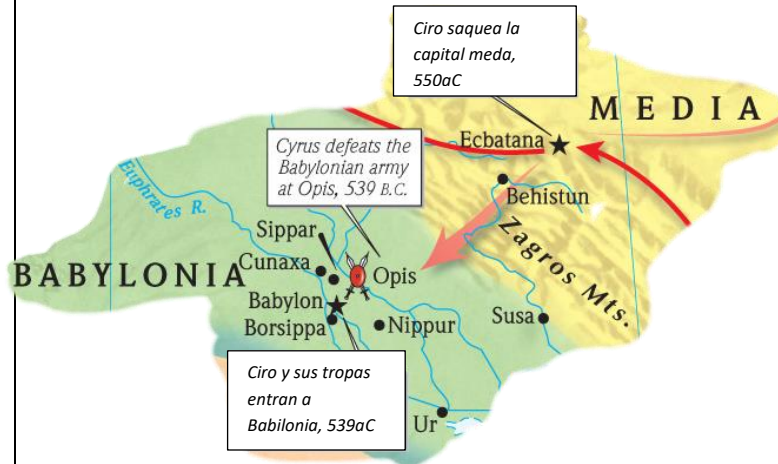 Ciro saquea la
capital meda,
550aC
MEDIA
Ecbatana
Cyrus defeats the
Babylonian army
at Opis, 539 B.C.
Behistun
Euphrates R.
Zagros Mts.
Sippar
Cunaxa
BABYLONIA
Opis
Babylon
Borsippa
Nippur
Susa
Ciro y sus tropas
entran a
Babilonia, 539aC
Ur